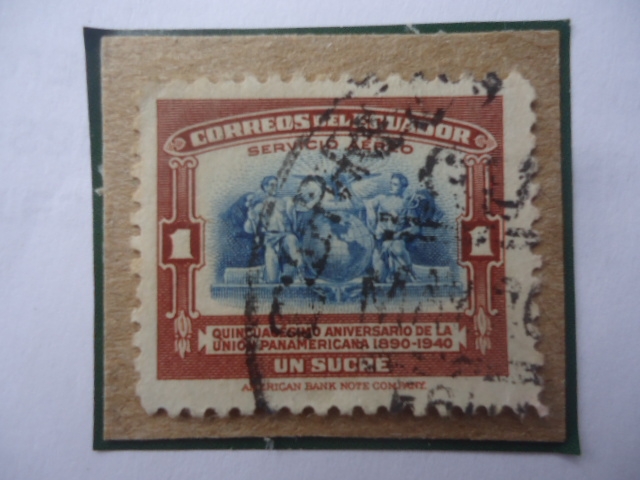 CORREOS DEL ECUADOR
SERVICIO AEREO
1 1
QUINCUAGESIMO ANIVERSARIO DE LA
UNION PANAMERICANA 1890-1940
UN SUCRE
AMERICAN BANK NOTE COMPANY.